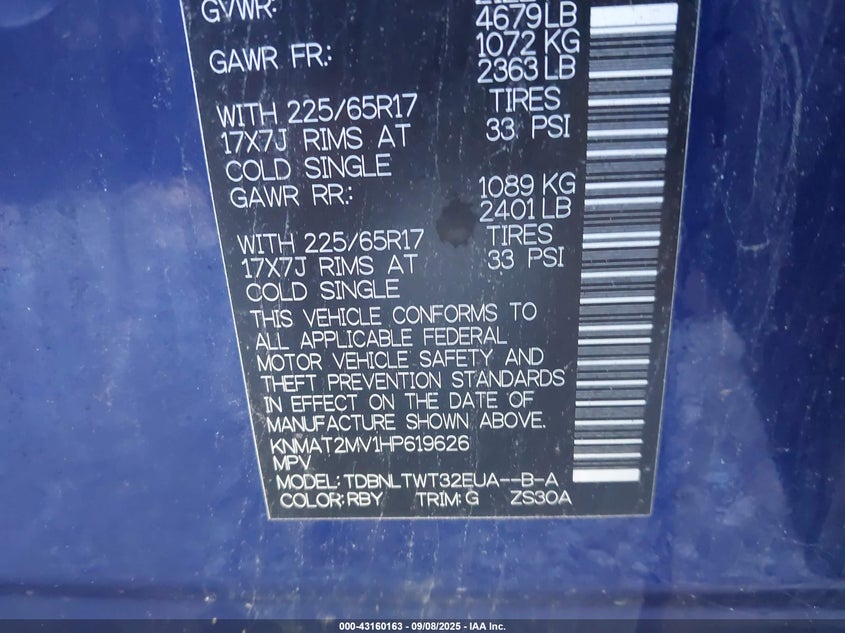 GVWR: 4679 LB
GAWR FR.: 1072 KG
2363 LB
WITH 225/65R17 TIRES
17X7J RIMS AT 33 PSI
COLD SINGLE
GAWR RR.: 1089 KG
2401 LB
WITH 225/65R17 TIRES
17X7J RIMS AT 33 PSI
COLD SINGLE
THIS VEHICLE CONFORMS TO
ALL APPLICABLE FEDERAL
MOTOR VEHICLE SAFETY AND
THEFT PREVENTION STANDARDS
IN EFFECT ON THE DATE OF
MANUFACTURE SHOWN ABOVE.
KNMAT2MV1HP619626
MPV
MODEL: TDBNLTWT32EUA--B-A
COLOR: RBY TRIM: G ZS30A
000-43160163 - 09/08/2025 - IAA Inc.